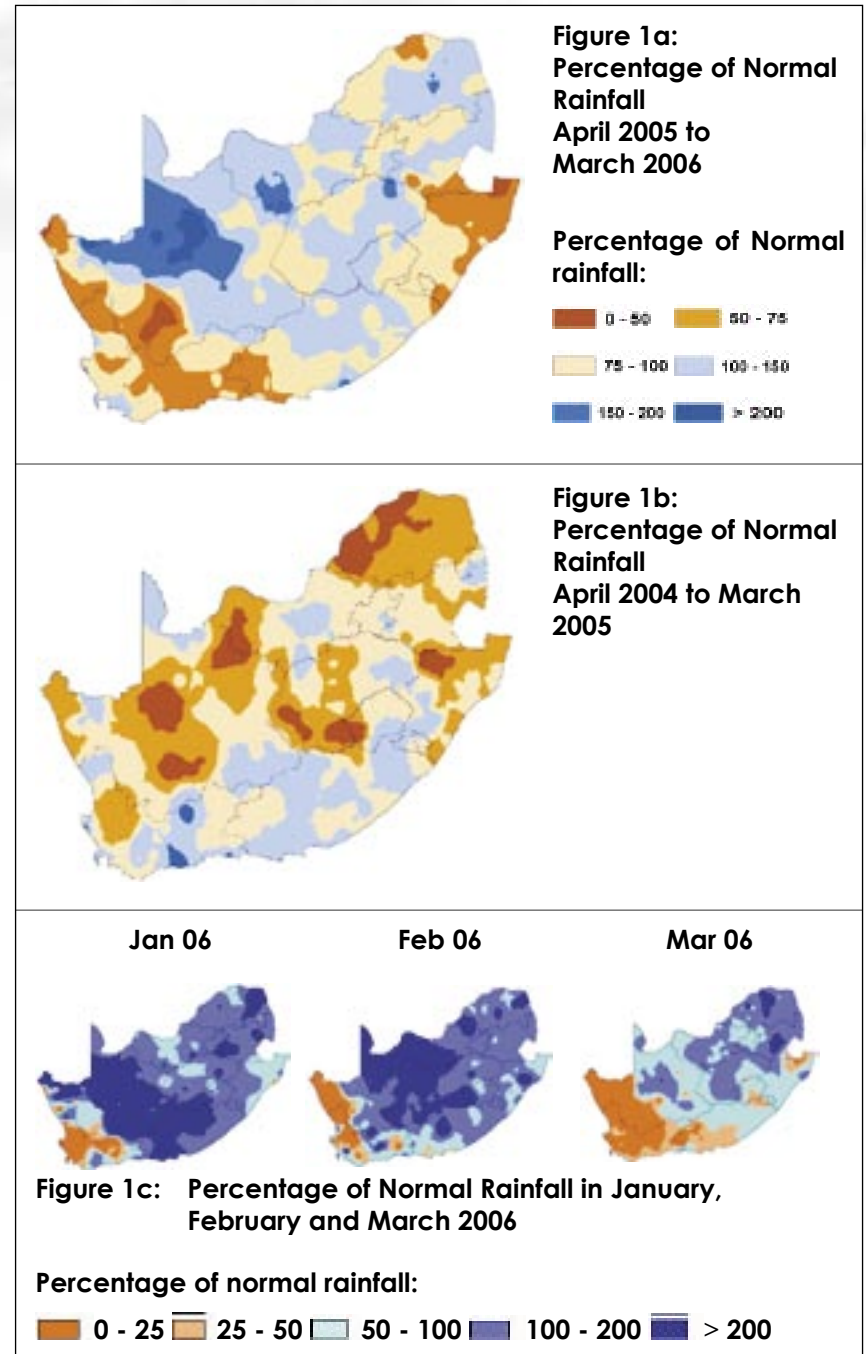 Figure 1a:
Percentage of Normal
Rainfall
April 2005 to
March 2006
Percentage of Normal
rainfall:
0 - 50 50 - 75
75 - 100 100 - 150
150 - 200 > 200
Figure 1b:
Percentage of Normal
Rainfall
April 2004 to March
2005
Jan 06 Feb 06 Mar 06
Figure 1c: Percentage of Normal Rainfall in January,
February and March 2006
Percentage of normal rainfall:
0 - 25 25 - 50 50 - 100 100 - 200 > 200